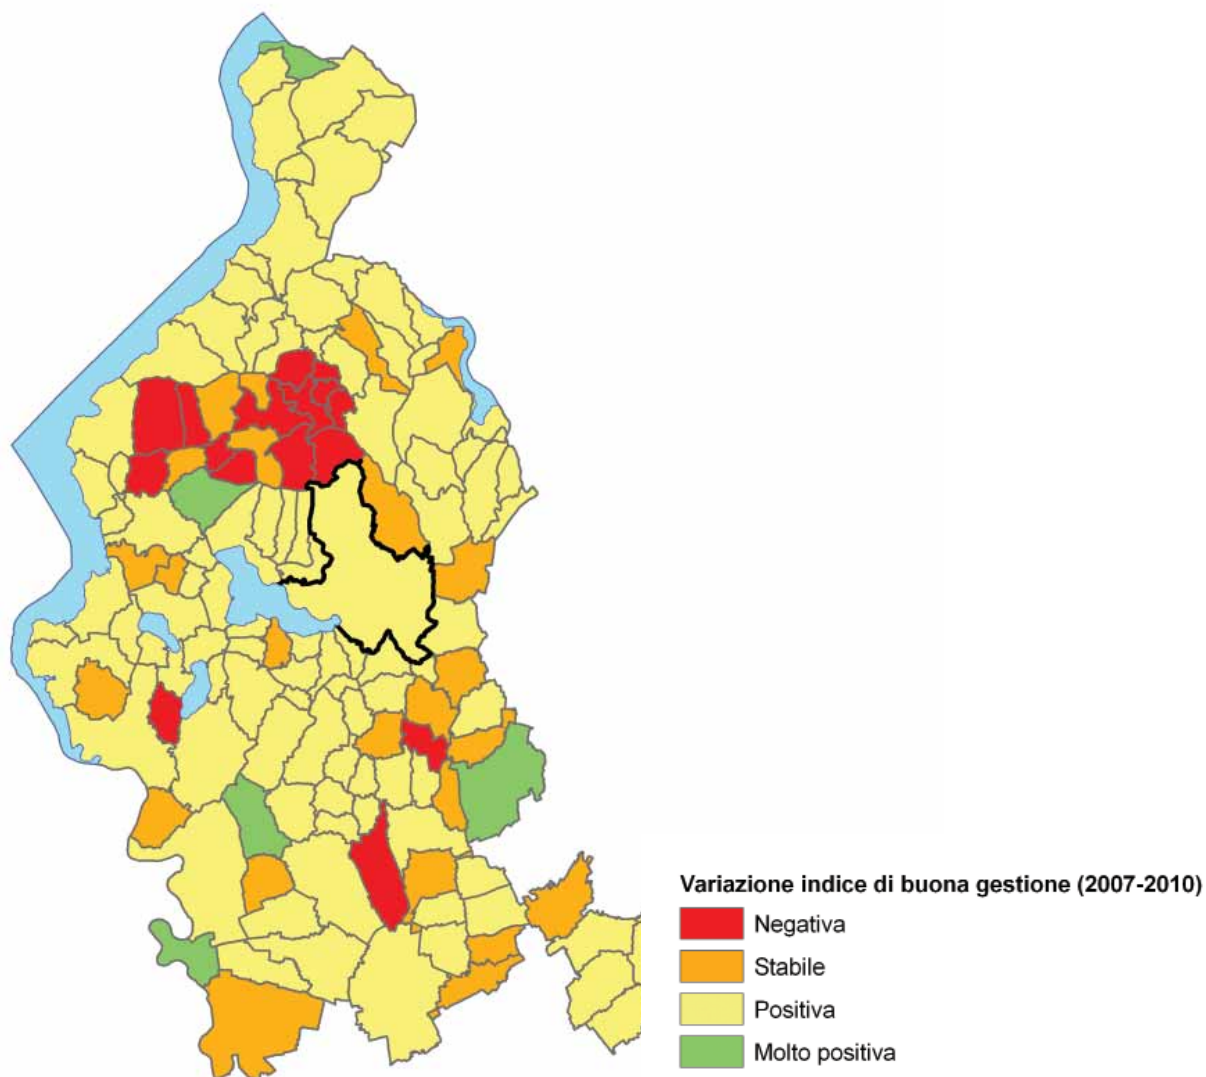 Variazione indice di buona gestione (2007-2010)
Negativa
Stabile
Positiva
Molto positiva